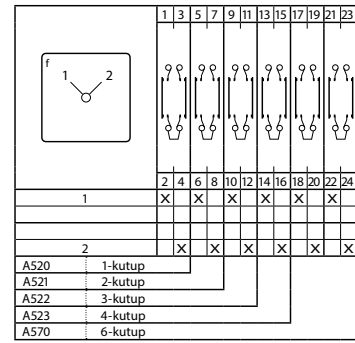 1 3 5 7 9 11 13 15 17 19 21 23
f
1 2
2 4 6 8 10 12 14 16 18 20 22 24
1 X X X X X X
2 X X X X X X
A520 1-kutup
A521 2-kutup
A522 3-kutup
A523 4-kutup
A570 6-kutup